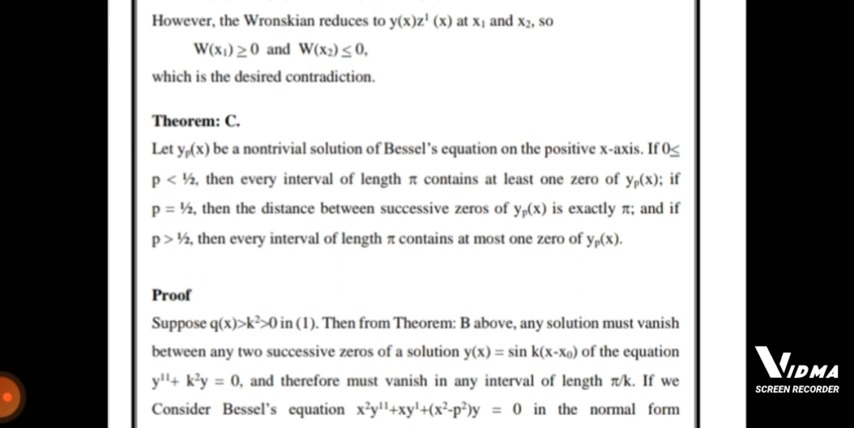 However, the Wronskian reduces to y(x)z¹ (x) at x₁ and x₂, so
W(x₁) ≥ 0 and W(x₂) ≤ 0,
which is the desired contradiction.
Theorem: C.
Let yₚ(x) be a nontrivial solution of Bessel's equation on the positive x-axis. If 0≤
p < ½, then every interval of length π contains at least one zero of yₚ(x); if
p = ½, then the distance between successive zeros of yₚ(x) is exactly π; and if
p > ½, then every interval of length π contains at most one zero of yₚ(x).
Proof
Suppose q(x)>k²>0 in (1). Then from Theorem: B above, any solution must vanish
between any two successive zeros of a solution y(x) = sin k(x-x₀) of the equation
y¹¹+ k²y = 0, and therefore must vanish in any interval of length π/k. If we
Consider Bessel's equation x²y¹¹+xy¹+(x²-p²)y = 0 in the normal form
VIDMA
SCREEN RECORDER